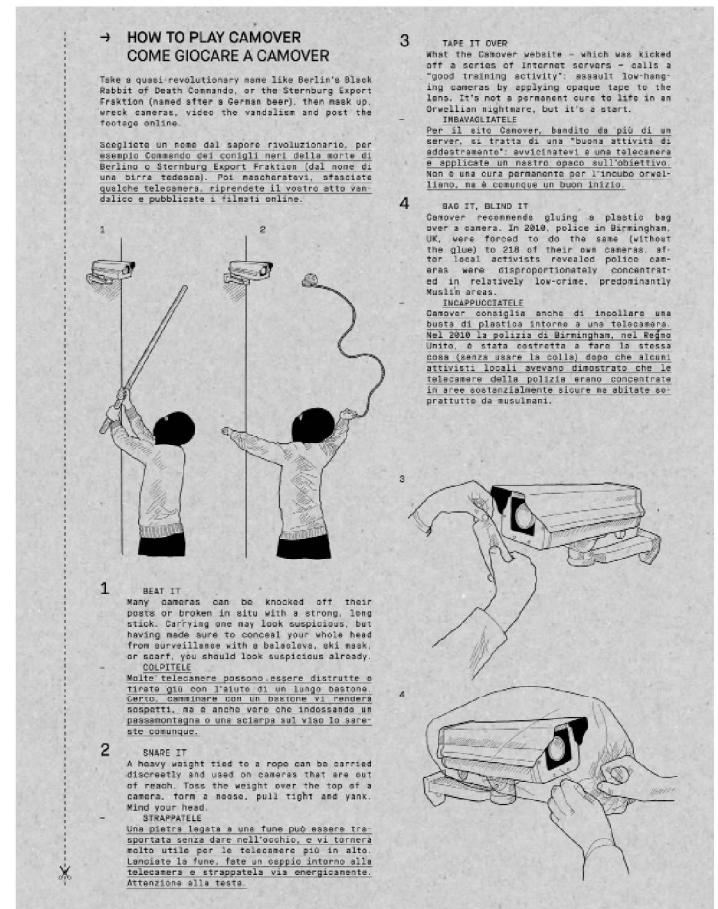 → HOW TO PLAY CAMOVER
COME GIOCARE A CAMOVER
Take a quasi-revolutionary name like Berlin's Black
Rabbit of Death Commando, or the Sternburg Export
Fraktion (named after a German beer), then mask up,
wreck cameras, video the vandalism and post the
footage online.
Scegliete un nome dal sapore rivoluzionario, per
esempio Commando dei conigli neri della morte di
Berlino o Sternburg Export Fraktion (dal nome di
una birra tedesca). Poi mascheratevi, sfasciate
qualche telecamera, riprendete il vostro atto van-
dalico e pubblicate i filmati online.
1
2
1
BEAT IT
Many cameras can be knocked off their
posts or broken in situ with a strong, long
stick. Carrying one may look suspicious, but
having made sure to conceal your whole head
from surveillance with a balaclava, ski mask,
or scarf, you should look suspicious already.
– COLPITELE
Molte telecamere possono essere distrutte o
tirate giù con l'aiuto di un lungo bastone.
Certo, camminare con un bastone vi renderà
sospetti, ma è anche vero che indossando un
passamontagna o una sciarpa sul viso lo sare-
ste comunque.
2
SNARE IT
A heavy weight tied to a rope can be carried
discreetly and used on cameras that are out
of reach. Toss the weight over the top of a
camera, form a noose, pull tight and yank.
Mind your head.
– STRAPPATELE
Una pietra legata a una fune può essere tra-
sportata senza dare nell'occhio, e vi tornerà
molto utile per le telecamere più in alto.
Lanciate la fune, fate un cappio intorno alla
telecamera e strappatela via energicamente.
Attenzione alla testa.
3
TAPE IT OVER
What the Camover website – which was kicked
off a series of Internet servers – calls a
"good training activity": assault low-hang-
ing cameras by applying opaque tape to the
lens. It's not a permanent cure to life in an
Orwellian nightmare, but it's a start.
– IMBAVAGLIATELE
Per il sito Camover, bandito da più di un
server, si tratta di una "buona attività di
addestramento": avvicinatevi a una telecamera
e applicate un nastro opaco sull'obiettivo.
Non è una cura permanente per l'incubo orwel-
liano, ma è comunque un buon inizio.
4
BAG IT, BLIND IT
Camover recommends gluing a plastic bag
over a camera. In 2010, police in Birmingham,
UK, were forced to do the same (without
the glue) to 218 of their own cameras, af-
ter local activists revealed police cam-
eras were disproportionately concentrat-
ed in relatively low-crime, predominantly
Muslim areas.
– INCAPPUCCIATELE
Camover consiglia anche di incollare una
busta di plastica intorno a una telecamera.
Nel 2010 la polizia di Birmingham, nel Regno
Unito, è stata costretta a fare la stessa
cosa (senza usare la colla) dopo che alcuni
attivisti locali avevano dimostrato che le
telecamere della polizia erano concentrate
in aree sostanzialmente sicure ma abitate so-
prattutto da musulmani.
3
4